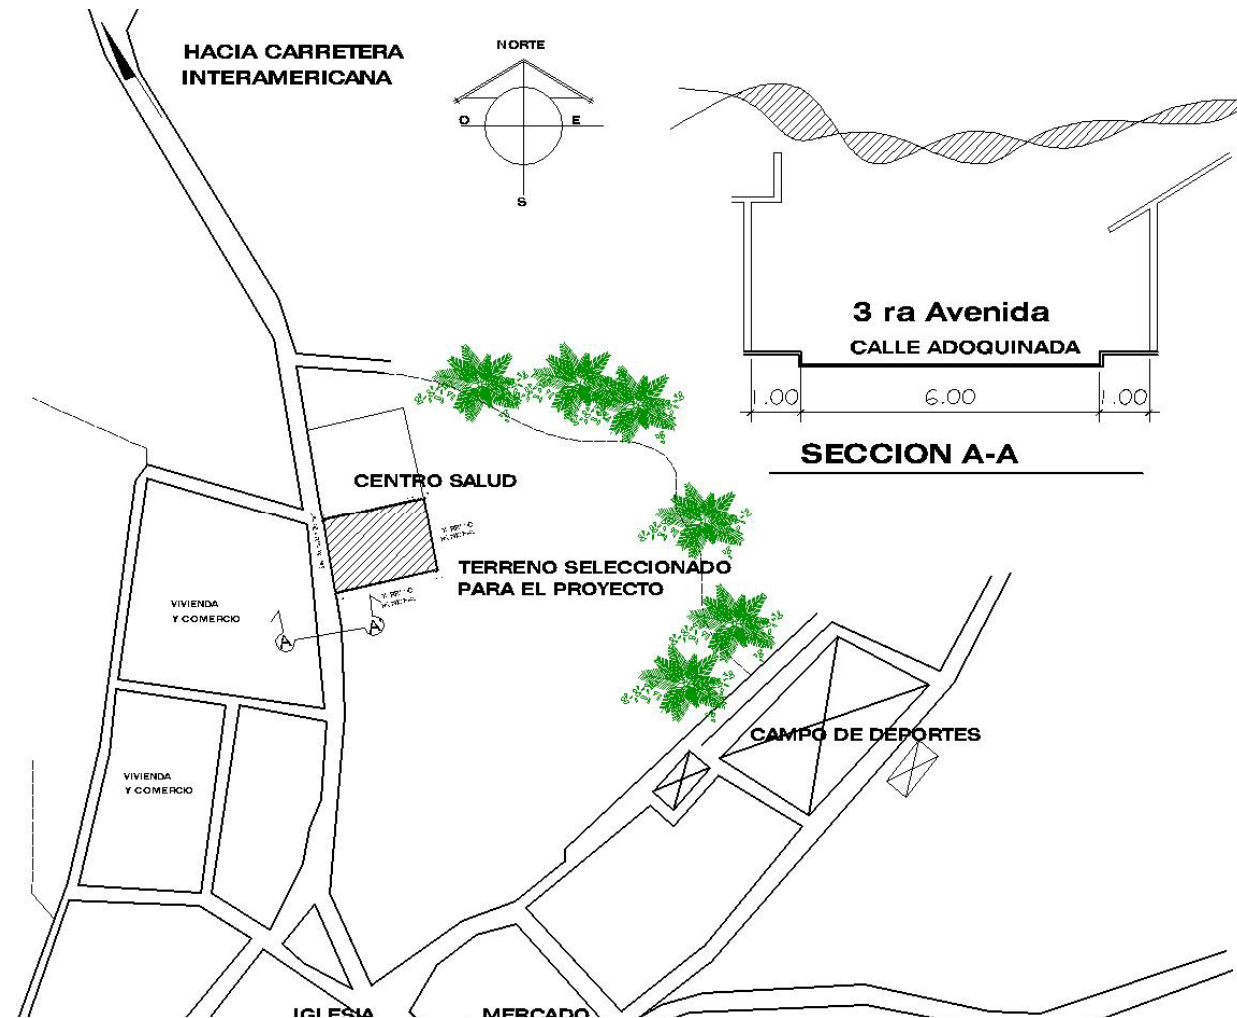 HACIA CARRETERA
INTERAMERICANA
NORTE
O
E
S
3 ra Avenida
CALLE ADOQUINADA
1.00
6.00
1.00
SECCION A-A
CENTRO SALUD
TERRENO SELECCIONADO
PARA EL PROYECTO
VIVIENDA
Y COMERCIO
A
A
CAMPO DE DEPORTES
VIVIENDA
Y COMERCIO
IGLESIA
MERCADO